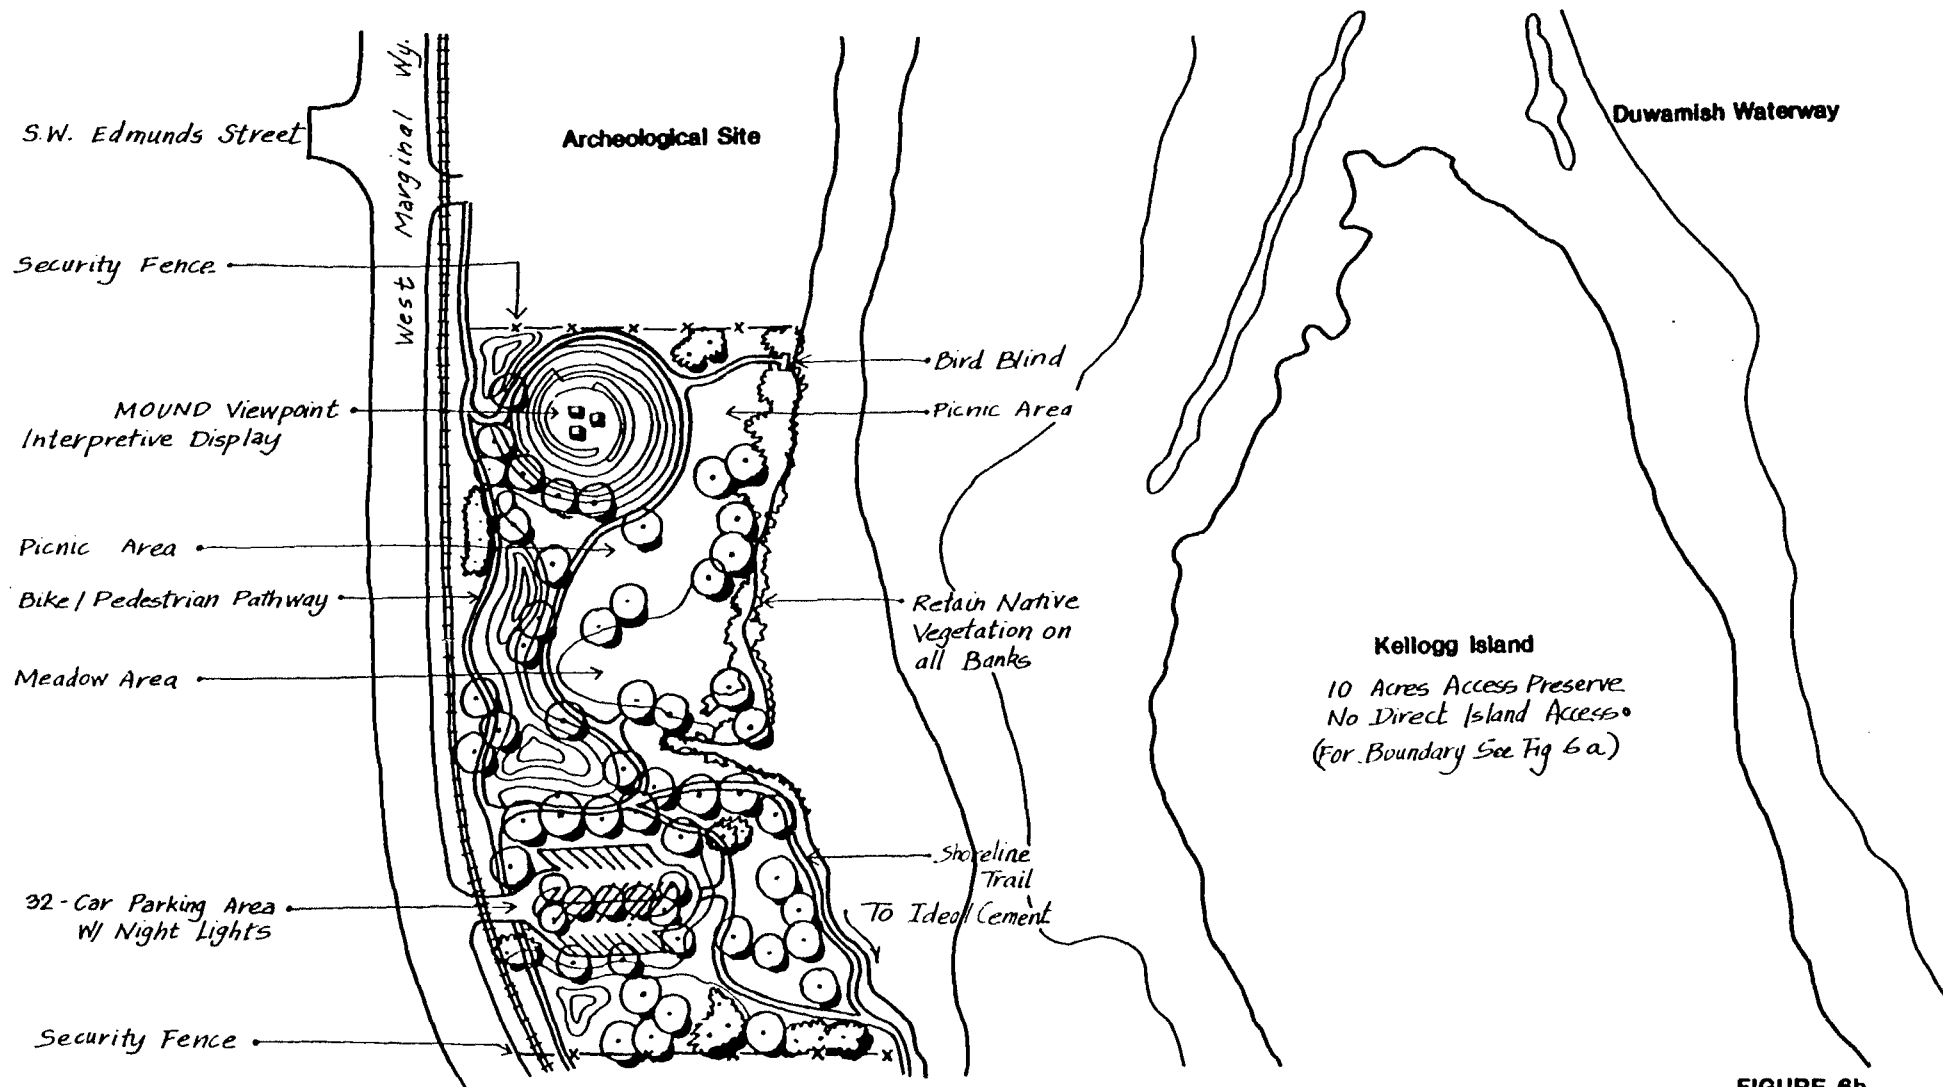 S.W. Edmunds Street
West Marginal Wy.
Archeological Site
Duwamish Waterway
Security Fence
Bird Blind
MOUND Viewpoint
Interpretive Display
Picnic Area
Picnic Area
Bike / Pedestrian Pathway
Retain Native
Vegetation on
all Banks
Meadow Area
Kellogg Island
10 Acres Access Preserve
No Direct Island Access.
(For Boundary See Fig 6a)
Shoreline
Trail
32-Car Parking Area
W/ Night Lights
To Ideal Cement
Security Fence
FIGURE 6b